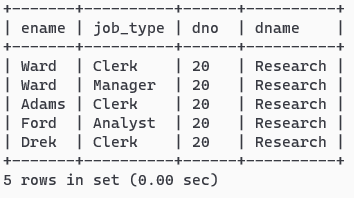 +-------+----------+------+----------+
| ename | job_type | dno  | dname    |
+-------+----------+------+----------+
| Ward  | Clerk    | 20   | Research |
| Ward  | Manager  | 20   | Research |
| Adams | Clerk    | 20   | Research |
| Ford  | Analyst  | 20   | Research |
| Drek  | Clerk    | 20   | Research |
+-------+----------+------+----------+
5 rows in set (0.00 sec)